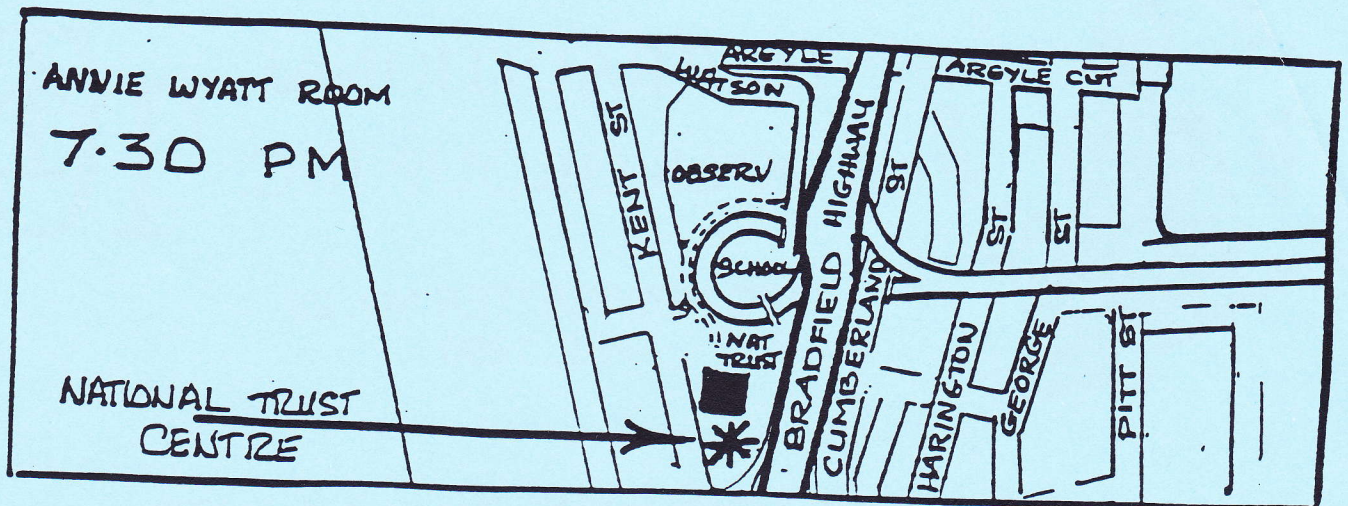 ANNIE WYATT ROOM
7.30 PM
NATIONAL TRUST
CENTRE
ARGYLE
WATSON
ARGYLE CUT
KENT ST
OBSERV
SCHOOL
NAT
TRUST
BRADFIELD HIGHWAY
CUMBERLAND
ST
HARINGTON
ST
GEORGE
ST
PITT ST